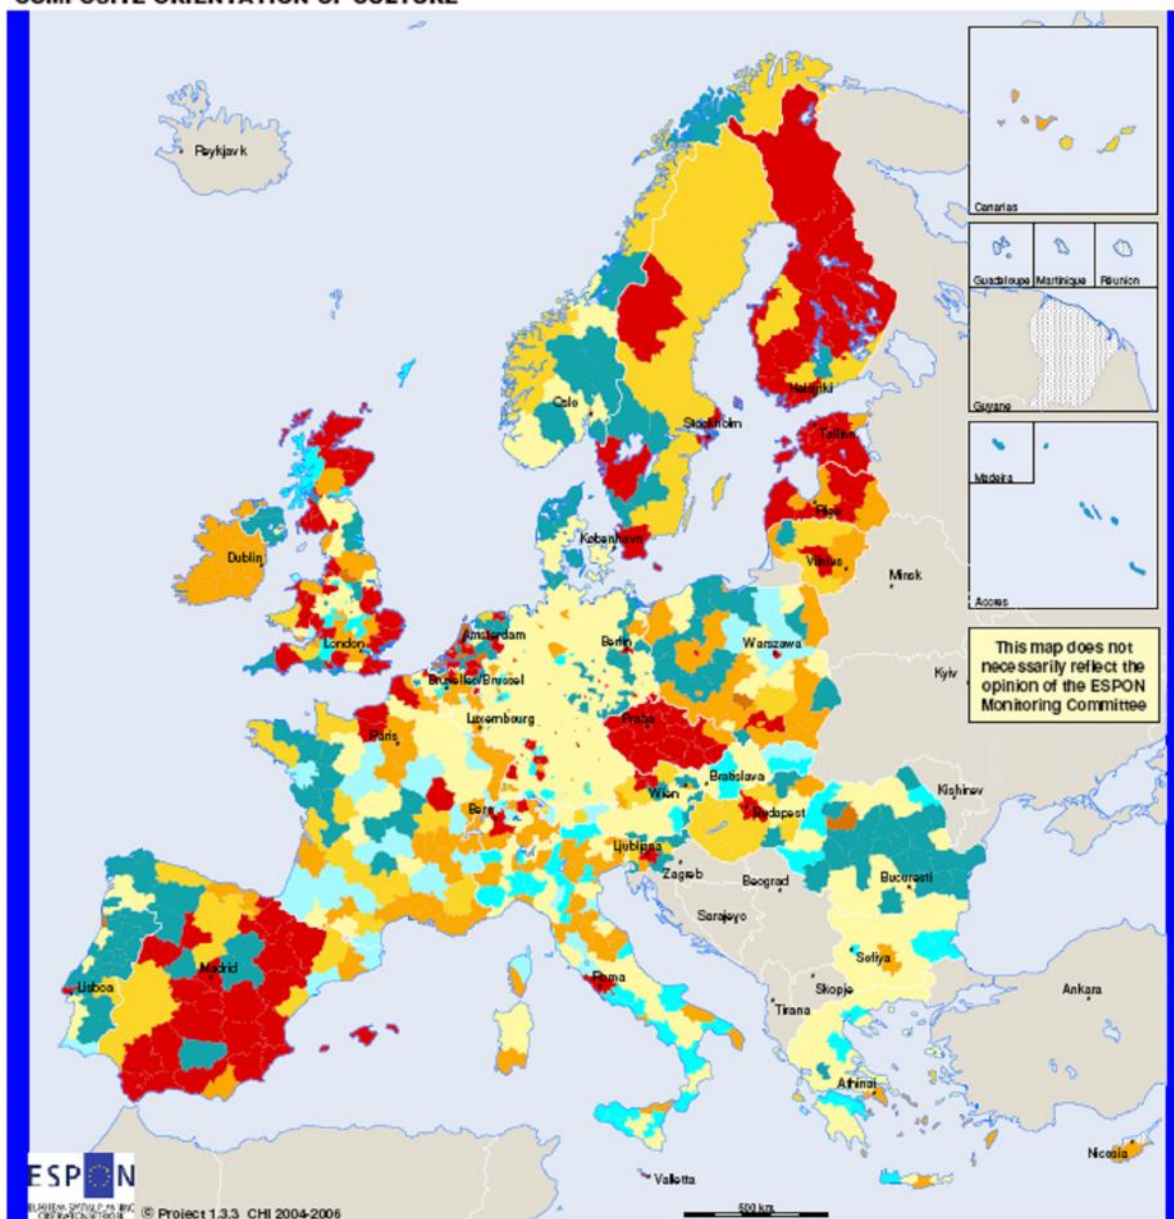 COMPOSITE ORIENTATION OF CULTURE
Reykjavk
Canarias
Guadeloupe
Martinique
Réunion
Guyane
Madeira
Acores
This map does not
necessarily reflect the
opinion of the ESPON
Monitoring Committee
Oslo
Helsinki
Stockholm
Tallinn
Riga
København
Vilnius
Minsk
Dublin
London
Amsterdam
Berlin
Warszawa
Kyiv
Bruxelles/Brussel
Luxembourg
Praha
Paris
Wien
Bratislava
Kishinev
Bern
Budapest
Ljubljana
Zagreb
Beograd
Bucuresti
Sarajevo
Madrid
Lisboa
Roma
Sofiya
Skopje
Tirana
Ankara
Athinai
Nicosia
Valletta
500 km
ESPON
© Project 1.3.3 CHI 2004-2006